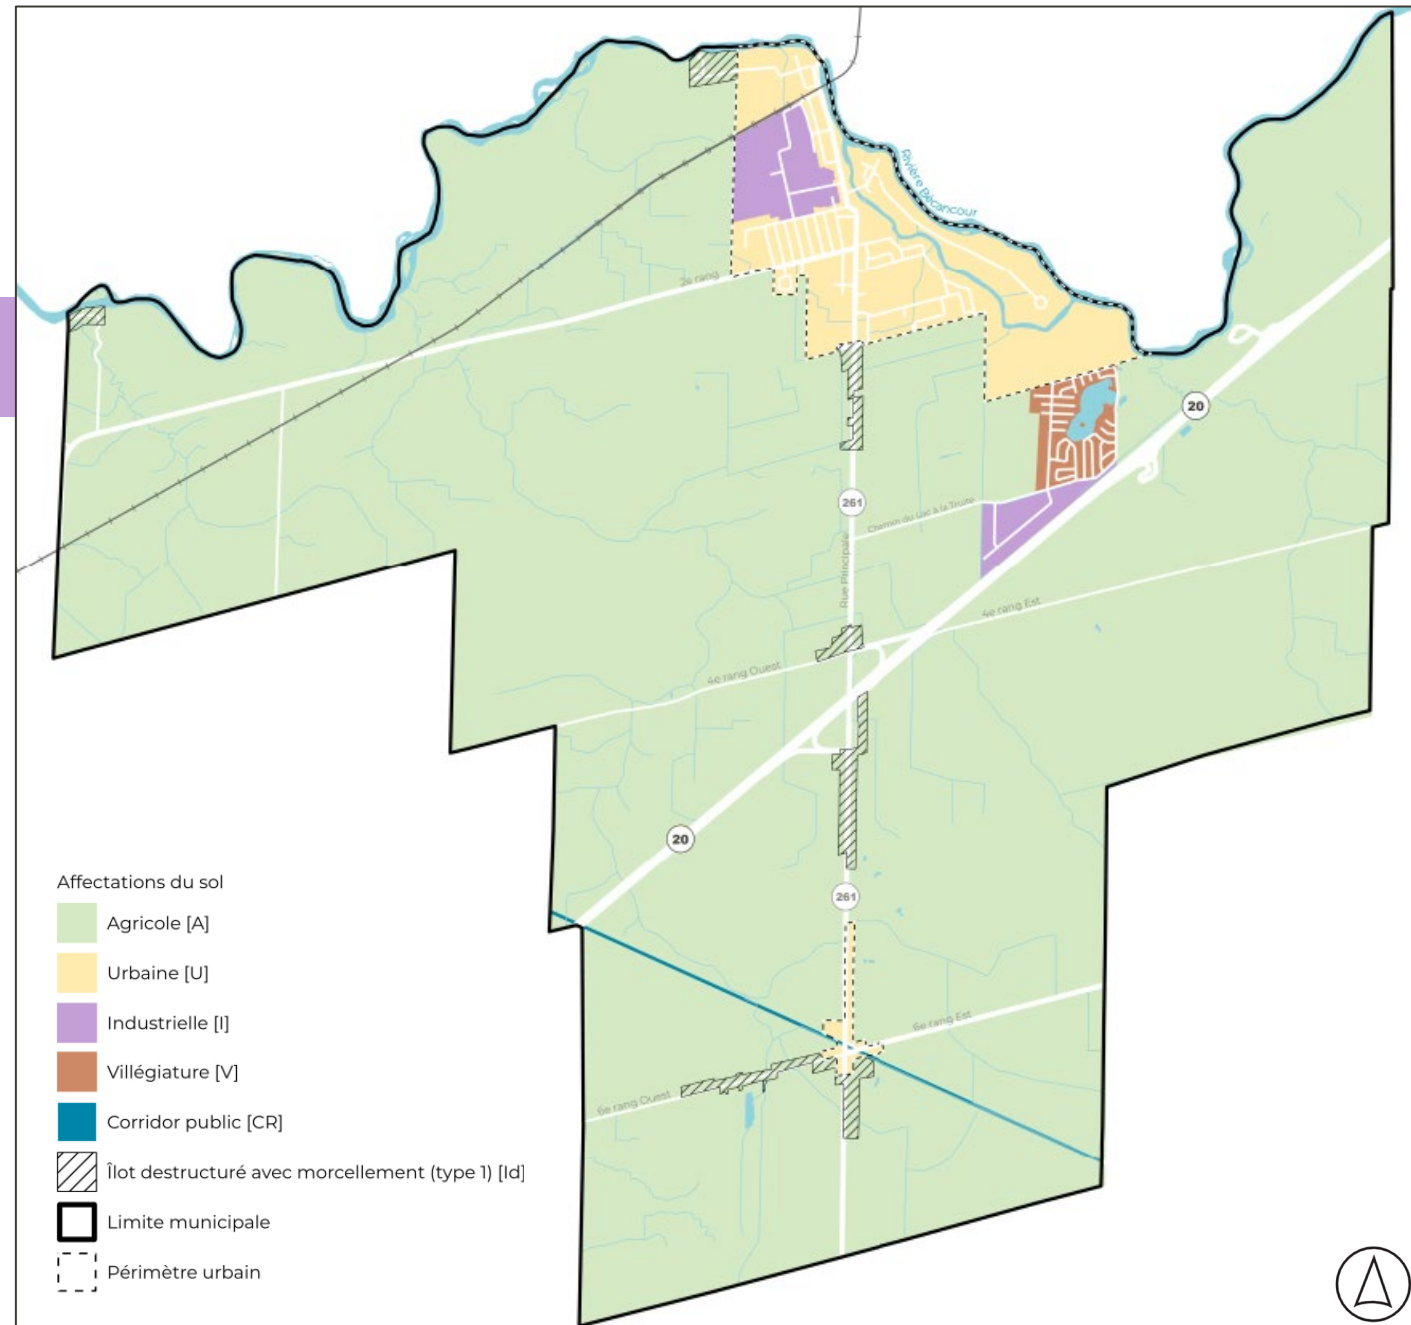 Rivière Bécancour
2e rang
20
261
Chemin du Lac à la Truite
Rue Principale
4e rang Est
4e rang Ouest
20
261
6e rang Est
6e rang Ouest
Affectations du sol
Agricole [A]
Urbaine [U]
Industrielle [I]
Villégiature [V]
Corridor public [CR]
Îlot destructuré avec morcellement (type 1) [Id]
Limite municipale
Périmètre urbain